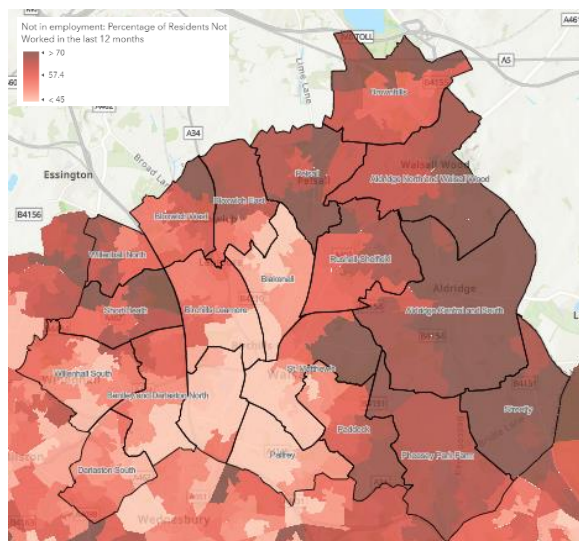 Not in employment: Percentage of Residents Not
Worked in the last 12 months
> 70
57.4
< 45
A5
A34
Lime Lane
Essington
Broad Lane
B4156
Brownhills
Walsall Wood
Aldridge North and Walsall Wood
Pelsall
Bloxwich East
Bloxwich West
Willenhall North
Short Heath
Birchills Leamore
Blakenall
Rushall-Shelfield
Aldridge
Aldridge Central and South
Willenhall South
Bentley and Darlaston North
St. Matthew's
Streetly
Paddock
Pheasey Park Farm
Palfrey
Darlaston South
Wednesbury